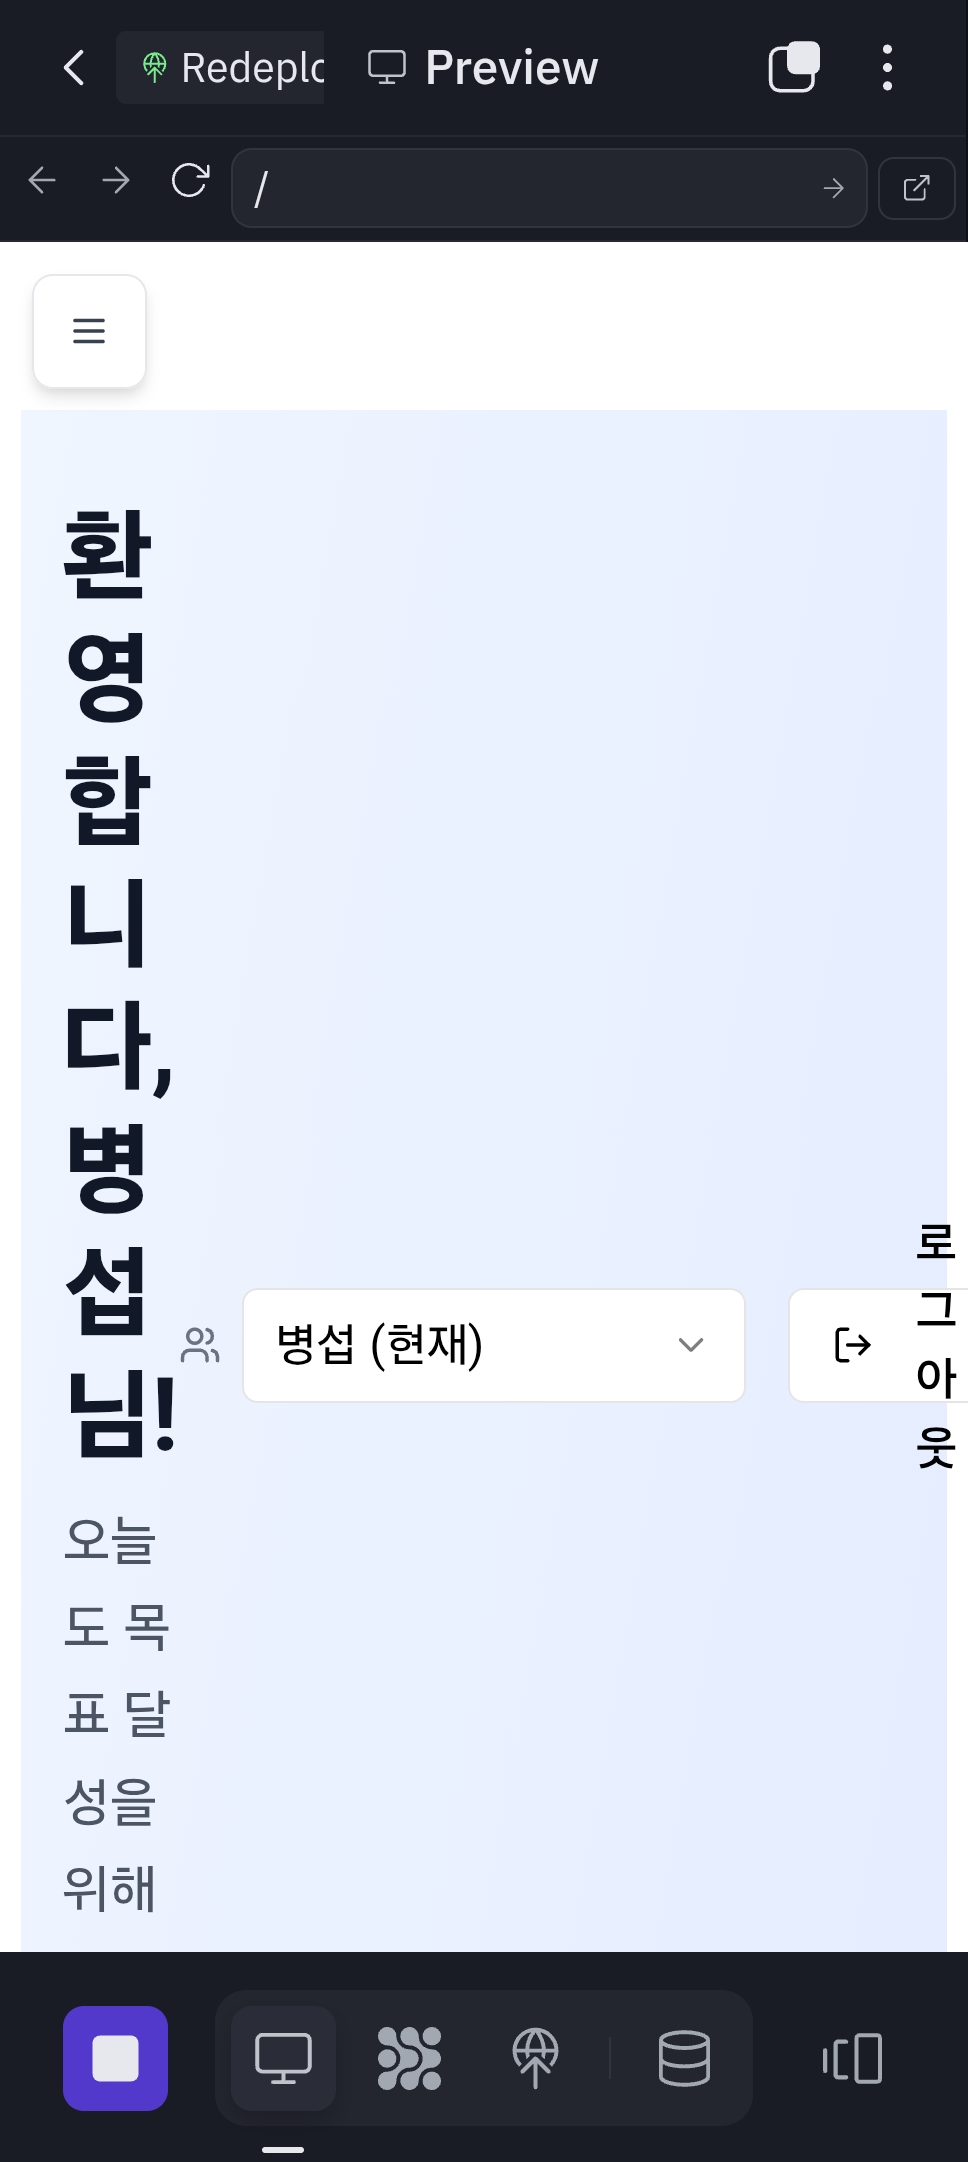 Redeplo
Preview
/
환
영
합
니
다,
병
섭
님!
병섭 (현재)
로
그
아
웃
오늘
도 목
표 달
성을
위해